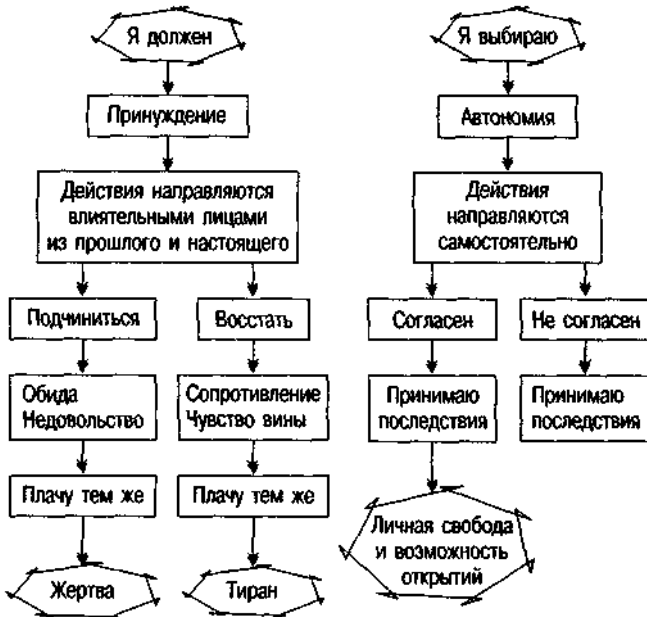 Я должен
Я выбираю
Принуждение
Автономия
Действия направляются
влиятельными лицами
из прошлого и настоящего
Действия
направляются
самостоятельно
Подчиниться
Восстать
Согласен
Не согласен
Обида
Недовольство
Сопротивление
Чувство вины
Принимаю
последствия
Принимаю
последствия
Плачу тем же
Плачу тем же
Личная свобода
и возможность
открытий
Жертва
Тиран